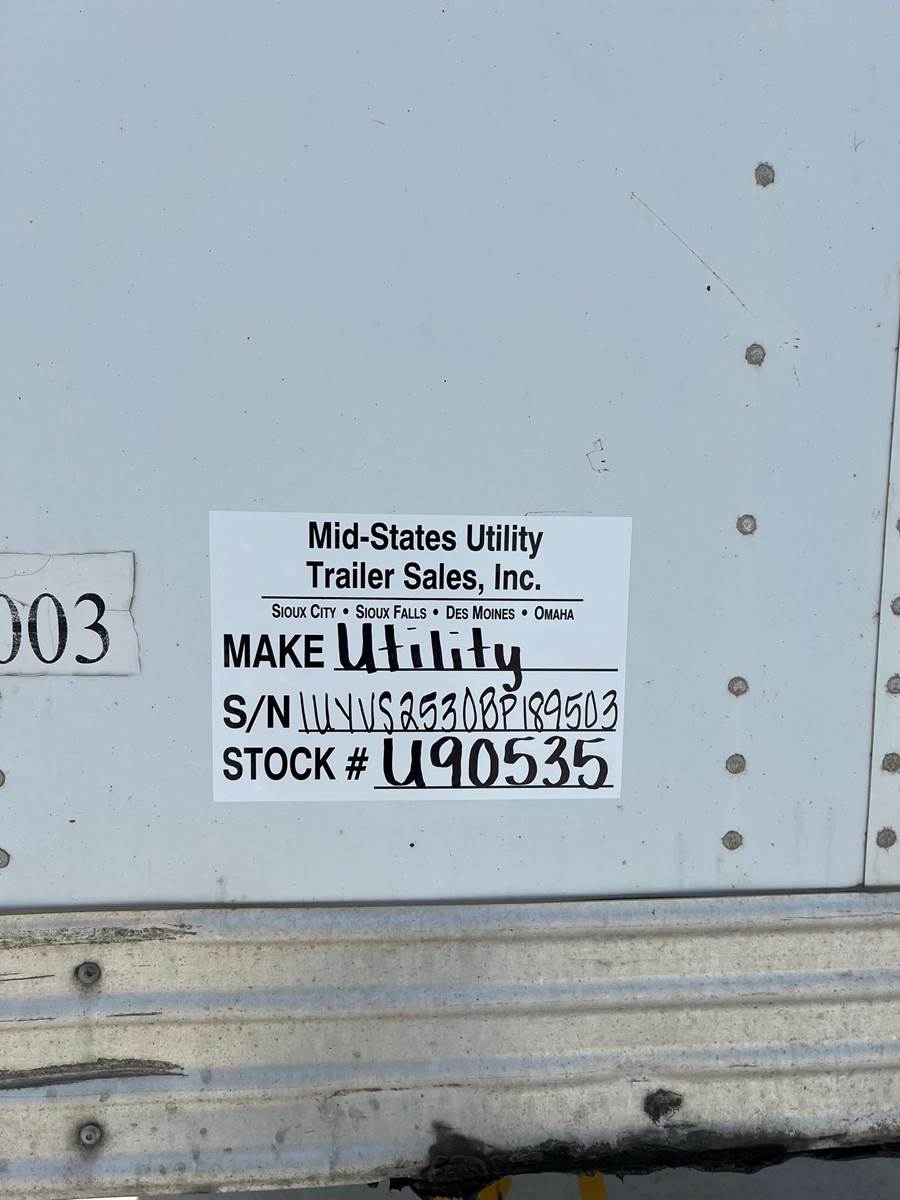 Mid-States Utility
Trailer Sales, Inc.
SIOUX CITY • SIOUX FALLS • DES MOINES • OMAHA
003
MAKE Utility
S/N 1UYVS2530BP189503
STOCK # U90535